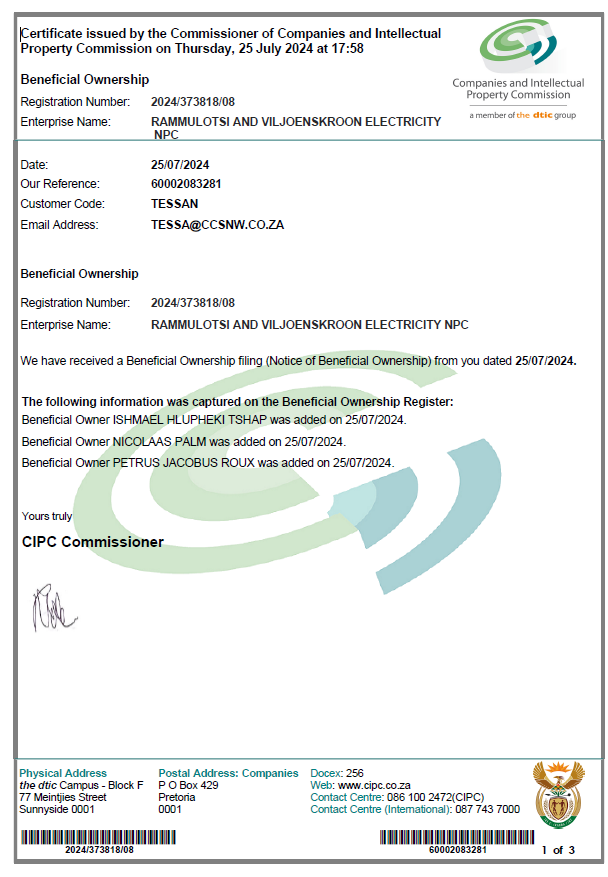 Certificate issued by the Commissioner of Companies and Intellectual
Property Commission on Thursday, 25 July 2024 at 17:58
Companies and Intellectual
Property Commission
a member of the dtic group
Beneficial Ownership
Registration Number: 2024/373818/08
Enterprise Name: RAMMULOTSI AND VILJOENSKROON ELECTRICITY
NPC
Date: 25/07/2024
Our Reference: 60002083281
Customer Code: TESSAN
Email Address: TESSA@CCSNW.CO.ZA
Beneficial Ownership
Registration Number: 2024/373818/08
Enterprise Name: RAMMULOTSI AND VILJOENSKROON ELECTRICITY NPC
We have received a Beneficial Ownership filing (Notice of Beneficial Ownership) from you dated 25/07/2024.
The following information was captured on the Beneficial Ownership Register:
Beneficial Owner ISHMAEL HLUPHEKI TSHAP was added on 25/07/2024.
Beneficial Owner NICOLAAS PALM was added on 25/07/2024.
Beneficial Owner PETRUS JACOBUS ROUX was added on 25/07/2024.
Yours truly
CIPC Commissioner
Physical Address
the dtic Campus - Block F
77 Meintjies Street
Sunnyside 0001
Postal Address: Companies
P O Box 429
Pretoria
0001
Docex: 256
Web: www.cipc.co.za
Contact Centre: 086 100 2472(CIPC)
Contact Centre (International): 087 743 7000
2024/373818/08
60002083281
1 of 3